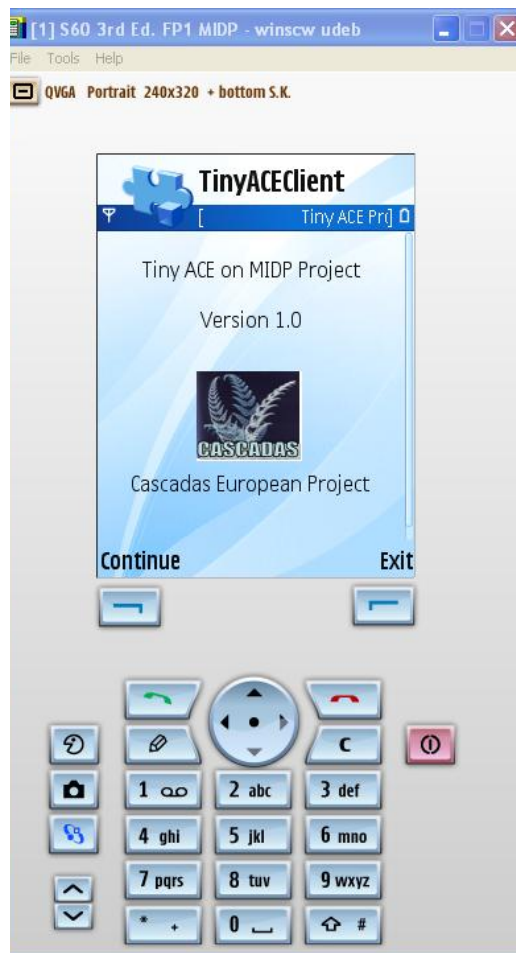 [1] S60 3rd Ed. FP1 MIDP - winscw udeb
File Tools Help
QVGA Portrait 240x320 + bottom S.K.
TinyACEClient
[ Tiny ACE Pro]
Tiny ACE on MIDP Project
Version 1.0
CASCADAS
Cascadas European Project
Continue Exit
C
1 2 abc 3 def
4 ghi 5 jkl 6 mno
7 pqrs 8 tuv 9 wxyz
* + 0 #